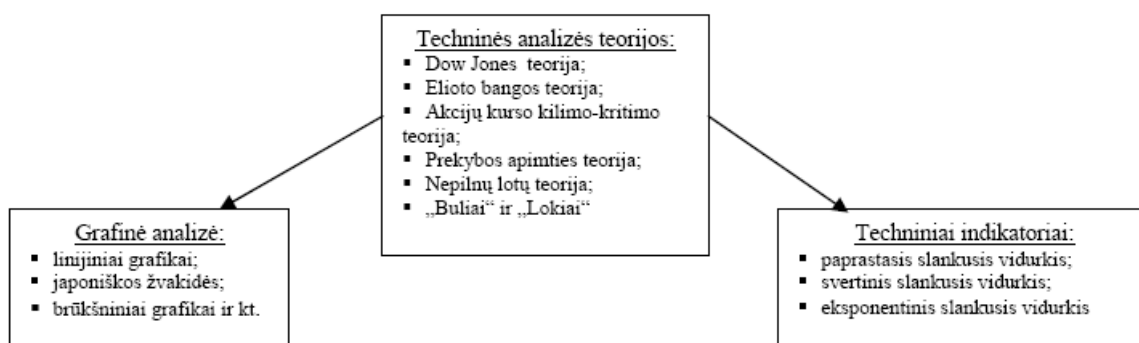 Techninės analizės teorijos:
▪ Dow Jones teorija;
▪ Elioto bangos teorija;
▪ Akcijų kurso kilimo-kritimo
teorija;
▪ Prekybos apimties teorija;
▪ Nepilnų lotų teorija;
▪ „Buliai“ ir „Lokiai“
Grafinė analizė:
▪ linijiniai grafikai;
▪ japoniškos žvakidės;
▪ brūkšniniai grafikai ir kt.
Techniniai indikatoriai:
▪ paprastasis slankusis vidurkis;
▪ svertinis slankusis vidurkis;
▪ eksponentinis slankusis vidurkis